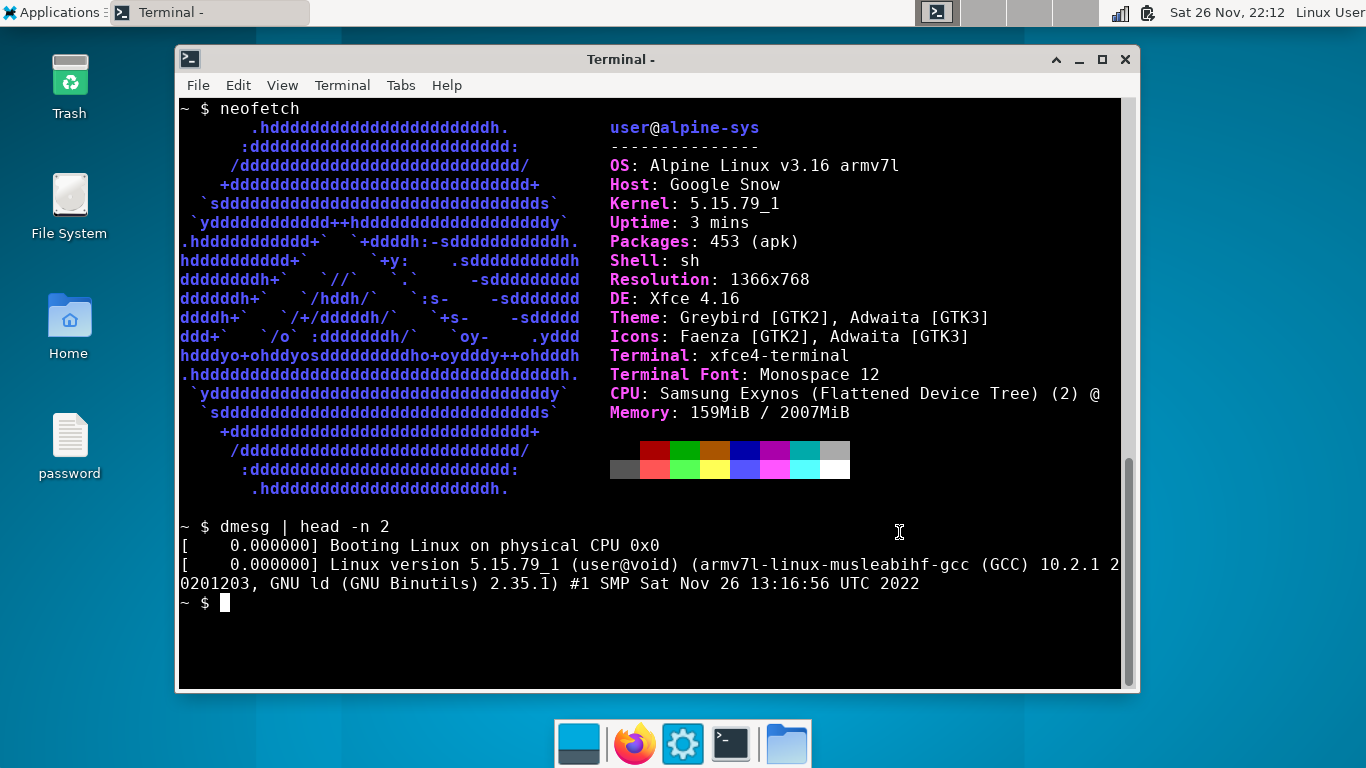 Applications
Terminal -
Sat 26 Nov, 22:12
Linux User
Trash
File System
Home
password
Terminal -
File Edit View Terminal Tabs Help
~ $ neofetch
        .hddddddddddddddddddddddh.
       :dddddddddddddddddddddddddd:
      /dddddddddddddddddddddddddddd/
     +dddddddddddddddddddddddddddddd+
   `sdddddddddddddddddddddddddddddddds`
  `ydddddddddddd++hdddddddddddddddddddy`
.hddddddddddd+`  `+ddddh:-sdddddddddddh.
hdddddddddd+`      `+y:    .sddddddddddh
ddddddddh+`   `//`   `.`     -sddddddddd
ddddddh+`   `/hddh/`   `:s-    -sddddddd
ddddh+`   `/+/dddddh/`   `+s-    -sddddd
ddd+`   `/o` :dddddddh/`   `oy-    .yddd
hdddyo+ohddyosdddddddddho+oydddy++ohdddh
.hddddddddddddddddddddddddddddddddddddh.
 `yddddddddddddddddddddddddddddddddddy`
  `sdddddddddddddddddddddddddddddddds`
    +dddddddddddddddddddddddddddddd+
     /dddddddddddddddddddddddddddd/
      :dddddddddddddddddddddddddd:
       .hddddddddddddddddddddddh.
user@alpine-sys
---------------
OS: Alpine Linux v3.16 armv7l
Host: Google Snow
Kernel: 5.15.79_1
Uptime: 3 mins
Packages: 453 (apk)
Shell: sh
Resolution: 1366x768
DE: Xfce 4.16
Theme: Greybird [GTK2], Adwaita [GTK3]
Icons: Faenza [GTK2], Adwaita [GTK3]
Terminal: xfce4-terminal
Terminal Font: Monospace 12
CPU: Samsung Exynos (Flattened Device Tree) (2) @
Memory: 159MiB / 2007MiB
~ $ dmesg | head -n 2
[    0.000000] Booting Linux on physical CPU 0x0
[    0.000000] Linux version 5.15.79_1 (user@void) (armv7l-linux-musleabihf-gcc (GCC) 10.2.1 2
0201203, GNU ld (GNU Binutils) 2.35.1) #1 SMP Sat Nov 26 13:16:56 UTC 2022
~ $